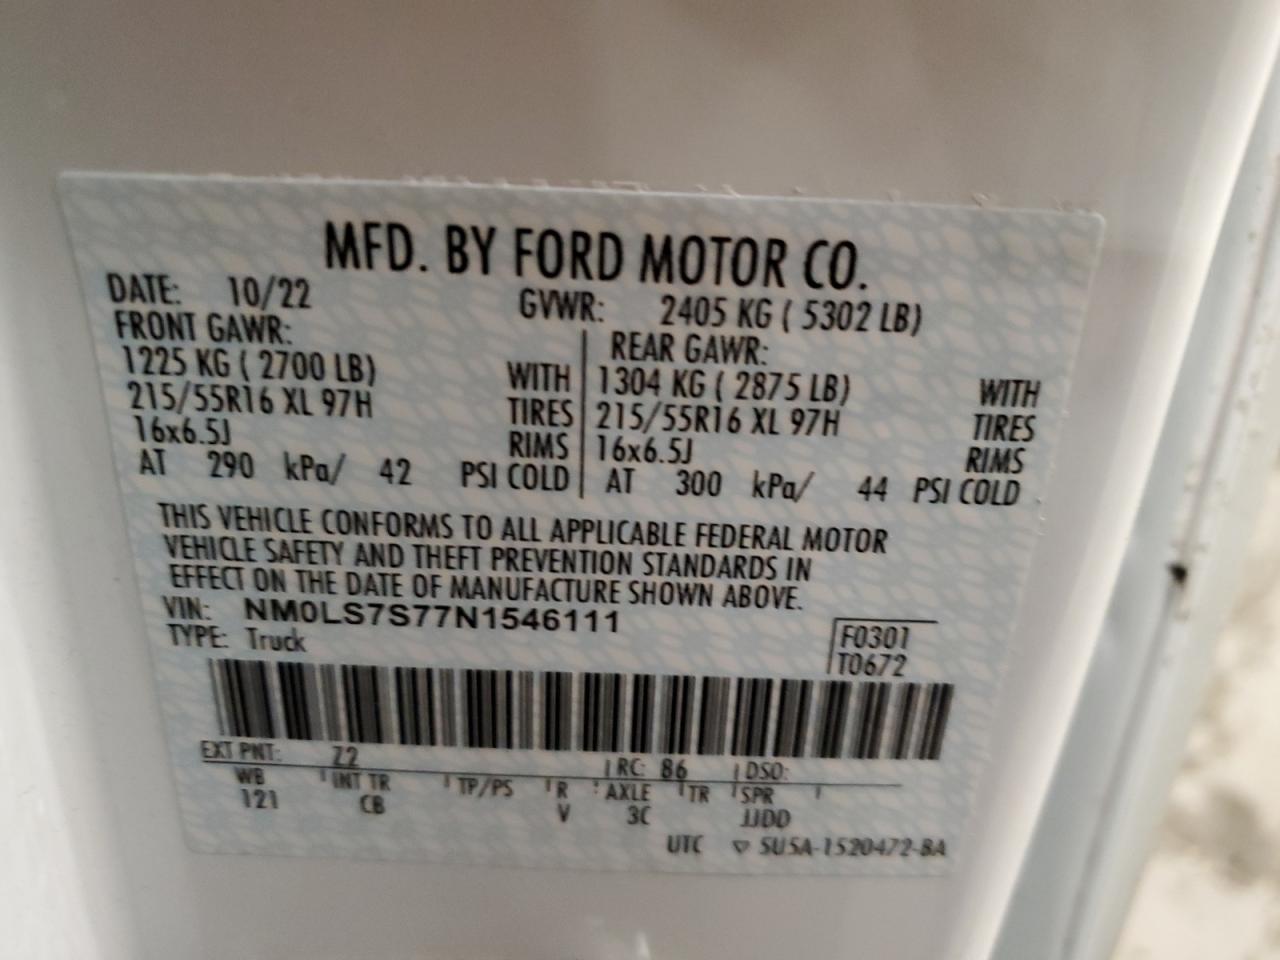 MFD. BY FORD MOTOR CO.
DATE: 10/22 GVWR: 2405 KG ( 5302 LB)
FRONT GAWR: REAR GAWR:
1225 KG ( 2700 LB) WITH 1304 KG ( 2875 LB) WITH
215/55R16 XL 97H TIRES 215/55R16 XL 97H TIRES
16x6.5J RIMS 16x6.5J RIMS
AT 290 kPa/ 42 PSI COLD AT 300 kPa/ 44 PSI COLD
THIS VEHICLE CONFORMS TO ALL APPLICABLE FEDERAL MOTOR
VEHICLE SAFETY AND THEFT PREVENTION STANDARDS IN
EFFECT ON THE DATE OF MANUFACTURE SHOWN ABOVE.
VIN: NM0LS7S77N1546111
TYPE: Truck
F0301
T0672
EXT PNT: Z2 RC: 86 DSO:
WB INT TR TP/PS R AXLE TR SPR
121 CB V 3C JJDD
UTC ▽ 5U5A-1520472-BA